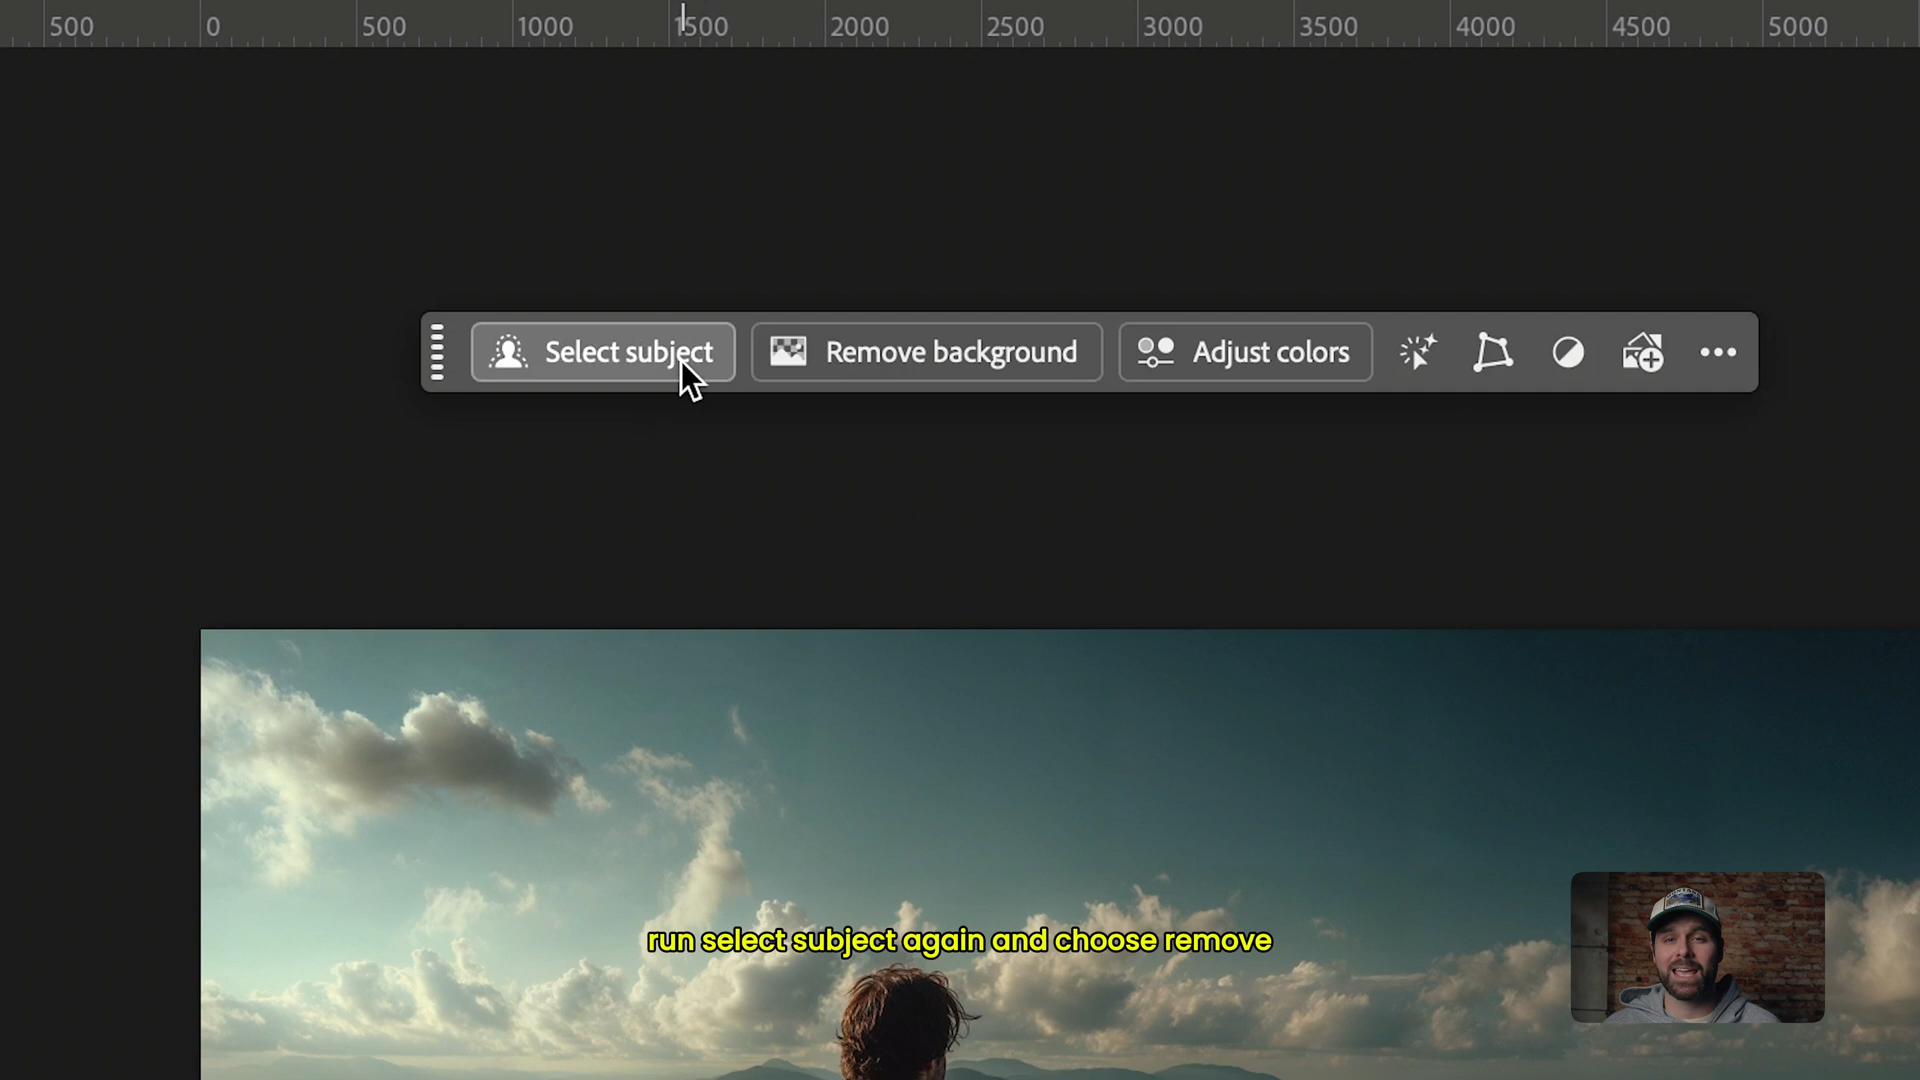 500 0 500 1000 1500 2000 2500 3000 3500 4000 4500 5000
Select subject Remove background Adjust colors
run select subject again and choose remove